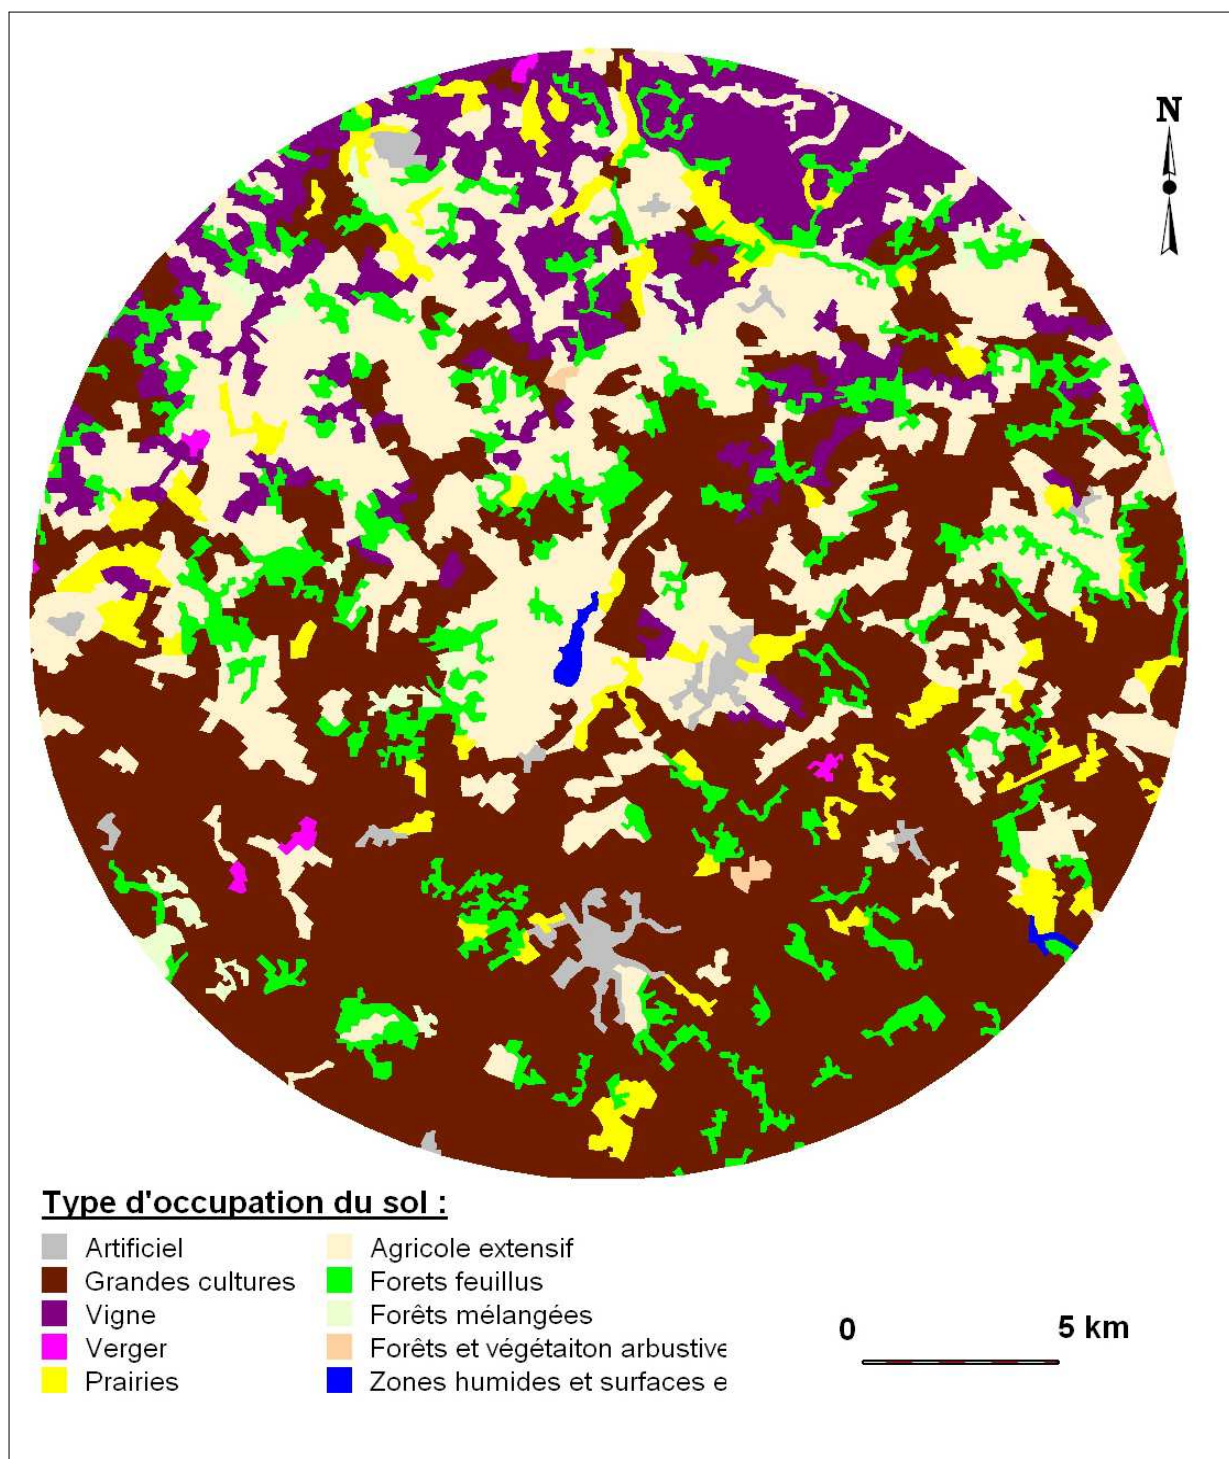 N
Type d'occupation du sol :
Artificiel
Grandes cultures
Vigne
Verger
Prairies
Agricole extensif
Forets feuillus
Forêts mélangées
Forêts et végétaiton arbustive
Zones humides et surfaces e
0 5 km